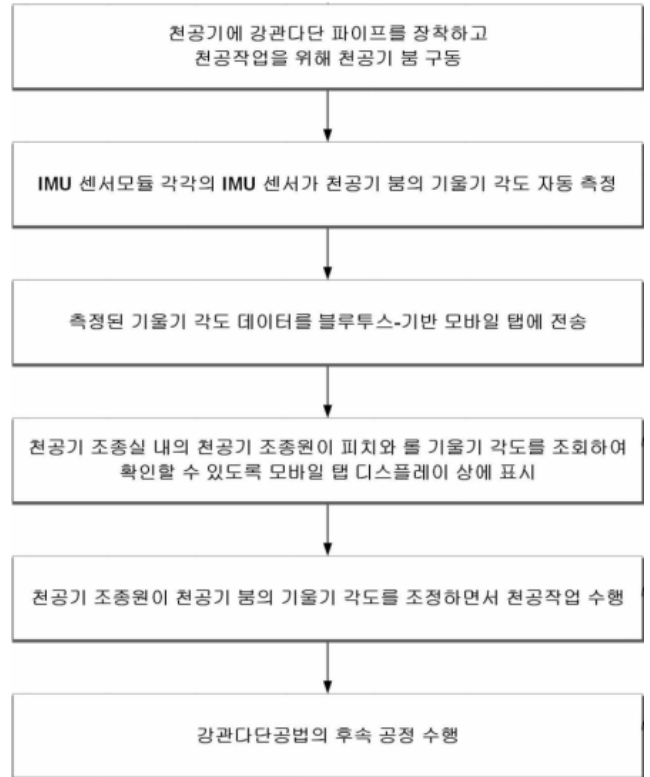 천공기에 강관다단 파이프를 장착하고
천공작업을 위해 천공기 붐 구동
IMU 센서모듈 각각의 IMU 센서가 천공기 붐의 기울기 각도 자동 측정
측정된 기울기 각도 데이터를 블루투스-기반 모바일 탭에 전송
천공기 조종실 내의 천공기 조종원이 피치와 롤 기울기 각도를 조회하여
확인할 수 있도록 모바일 탭 디스플레이 상에 표시
천공기 조종원이 천공기 붐의 기울기 각도를 조정하면서 천공작업 수행
강관다단공법의 후속 공정 수행